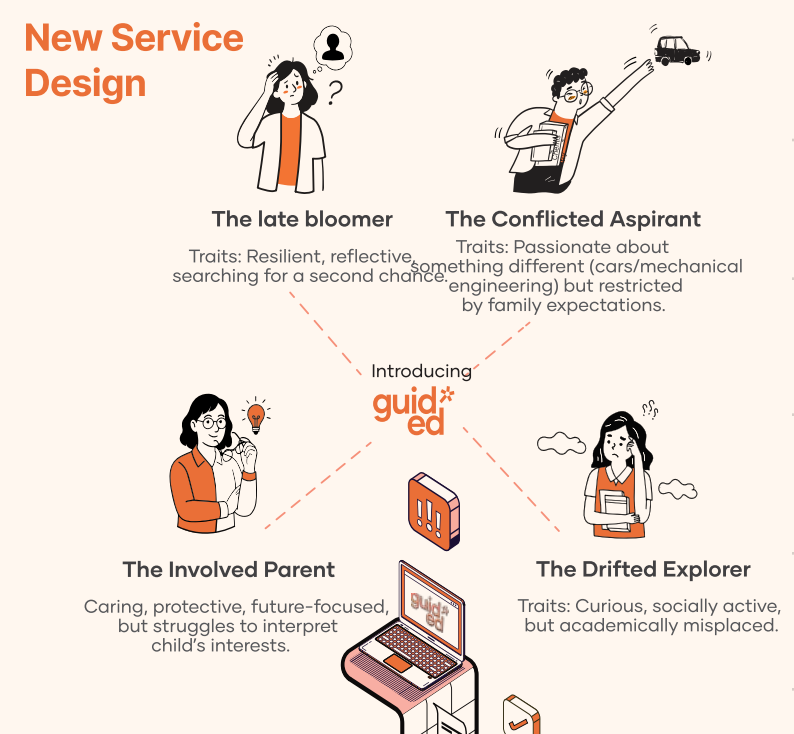 New Service
Design
?
The late bloomer
Traits: Resilient, reflective,
searching for a second chance.
The Conflicted Aspirant
Traits: Passionate about
something different (cars/mechanical
engineering) but restricted
by family expectations.
Introducing
guid*
ed
???
!!!
The Involved Parent
Caring, protective, future-focused,
but struggles to interpret
child's interests.
The Drifted Explorer
Traits: Curious, socially active,
but academically misplaced.
guid*
ed